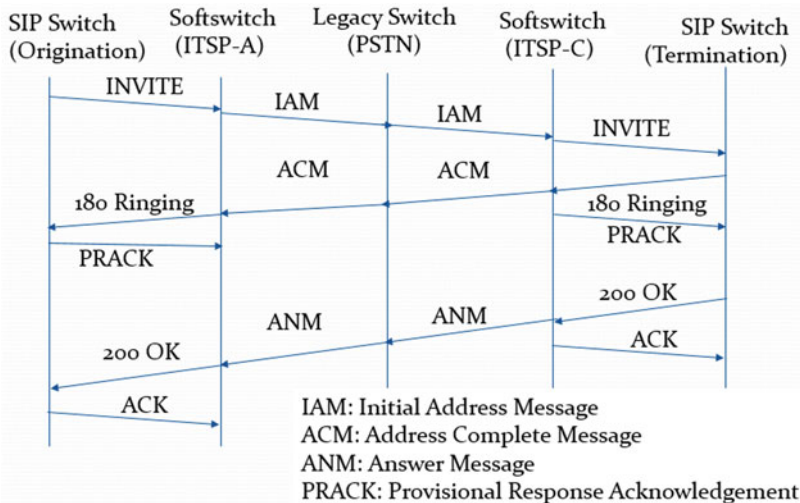 SIP Switch
(Origination)
Softswitch
(ITSP-A)
Legacy Switch
(PSTN)
Softswitch
(ITSP-C)
SIP Switch
(Termination)
INVITE
IAM
IAM
INVITE
ACM
ACM
180 Ringing
180 Ringing
PRACK
PRACK
200 OK
ANM
ANM
ACK
200 OK
ACK
IAM: Initial Address Message
ACM: Address Complete Message
ANM: Answer Message
PRACK: Provisional Response Acknowledgement